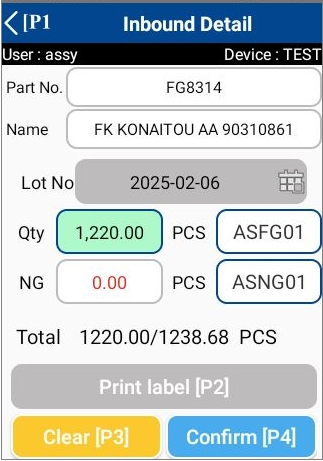 [P1 Inbound Detail
User : assy Device : TEST
Part No. FG8314
Name FK KONAITOU AA 90310861
Lot No 2025-02-06
Qty 1,220.00 PCS ASFG01
NG 0.00 PCS ASNG01
Total 1220.00/1238.68 PCS
Print label [P2]
Clear [P3] Confirm [P4]